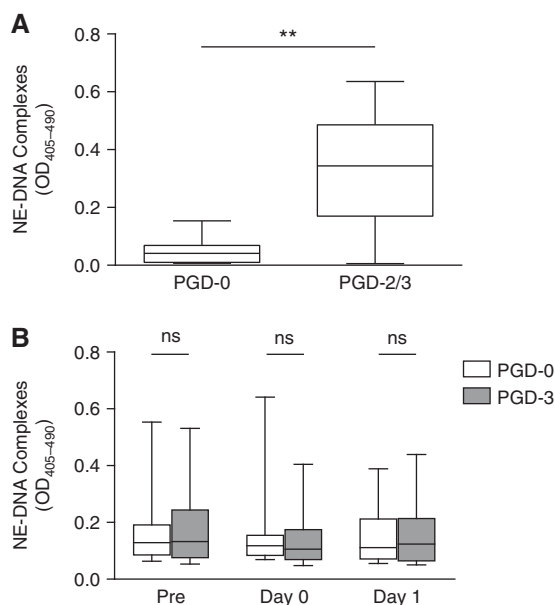 A
**
NE-DNA Complexes
(OD405–490)
0.8
0.6
0.4
0.2
0.0
PGD-0
PGD-2/3
B
ns
ns
ns
PGD-0
PGD-3
NE-DNA Complexes
(OD405–490)
0.8
0.6
0.4
0.2
0.0
Pre
Day 0
Day 1